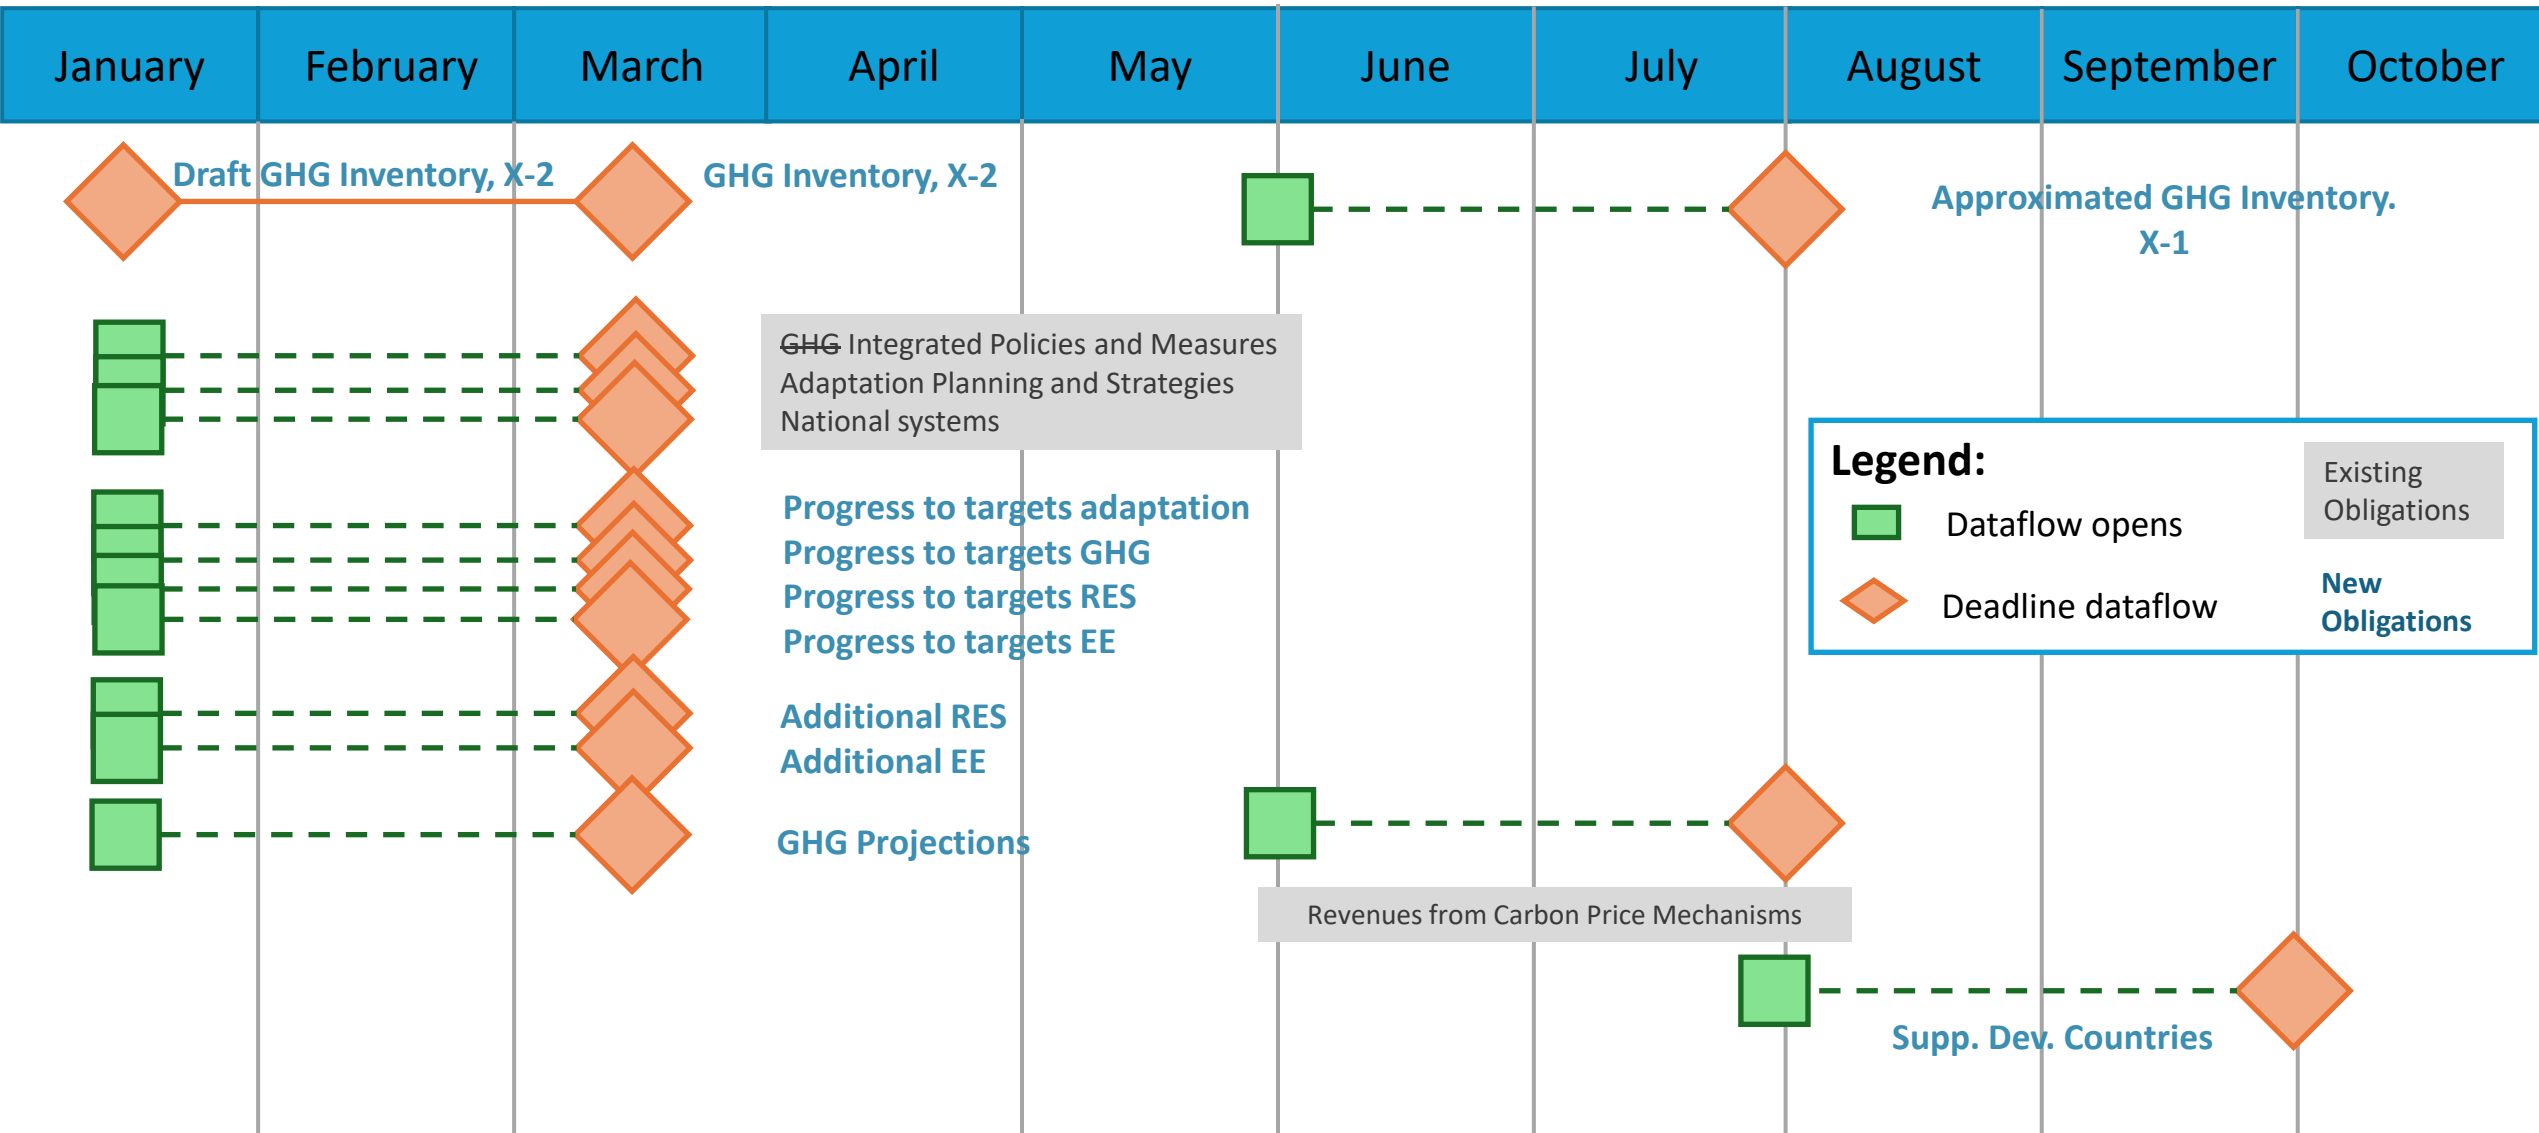 January February March April May June July August September October
Draft GHG Inventory, X-2
GHG Inventory, X-2
Approximated GHG Inventory.
X-1
GHG Integrated Policies and Measures
Adaptation Planning and Strategies
National systems
Legend:
Dataflow opens
Deadline dataflow
Existing
Obligations
New
Obligations
Progress to targets adaptation
Progress to targets GHG
Progress to targets RES
Progress to targets EE
Additional RES
Additional EE
GHG Projections
Revenues from Carbon Price Mechanisms
Supp. Dev. Countries